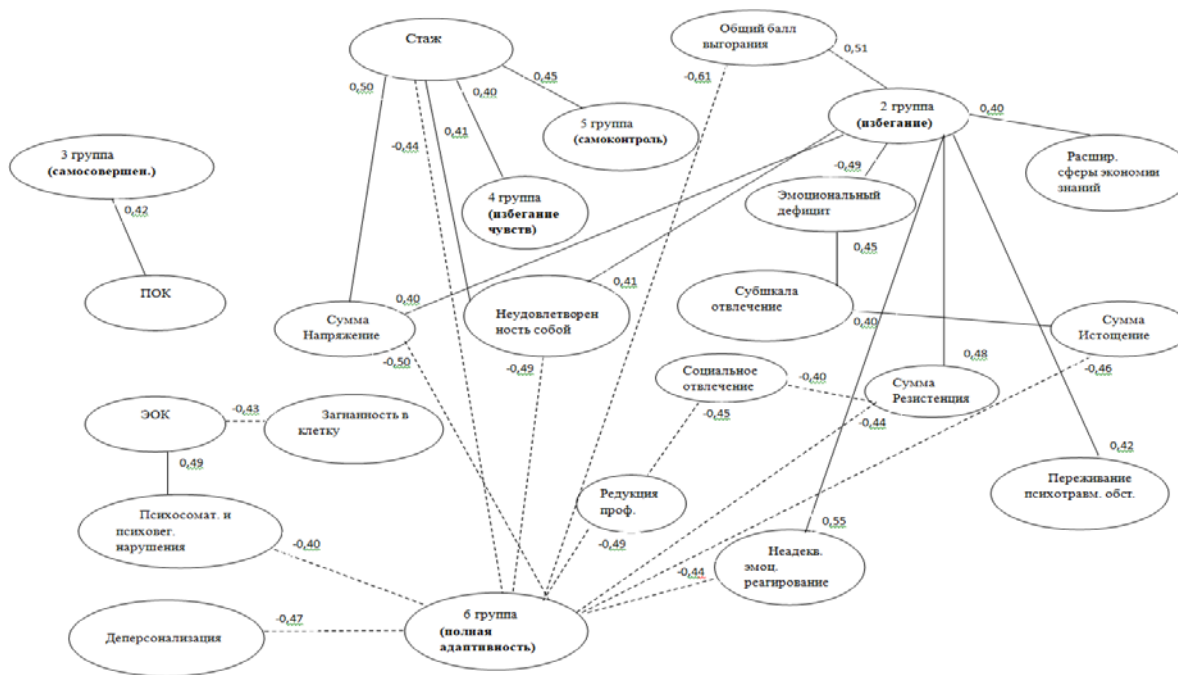 Стаж
Общий балл
выгорания
0,51
-0,61
0,50
-0,44
0,41
0,40
0,45
5 группа
(самоконтроль)
2 группа
(избегание)
0,40
3 группа
(самосовершен.)
0,42
4 группа
(избегание
чувств)
-0,49
Расшир.
сферы экономии
знаний
Эмоциональный
дефицит
0,45
ПОК
Сумма
Напряжение
0,40
Неудовлетворен
ность собой
0,41
Субшкала
отвлечение
0,40
Сумма
Истощение
-0,50
-0,49
Социальное
отвлечение
-0,40
-0,45
0,48
Сумма
Резистенция
-0,44
-0,46
ЭОК
-0,43
Загнанность в
клетку
0,49
0,42
Переживание
психотравм. обст.
Психосомат. и
психовег.
нарушения
-0,40
Редукция
проф.
-0,49
0,55
Неадекв.
эмоц.
реагирование
-0,44
Деперсонализация
-0,47
6 группа
(полная
адаптивность)